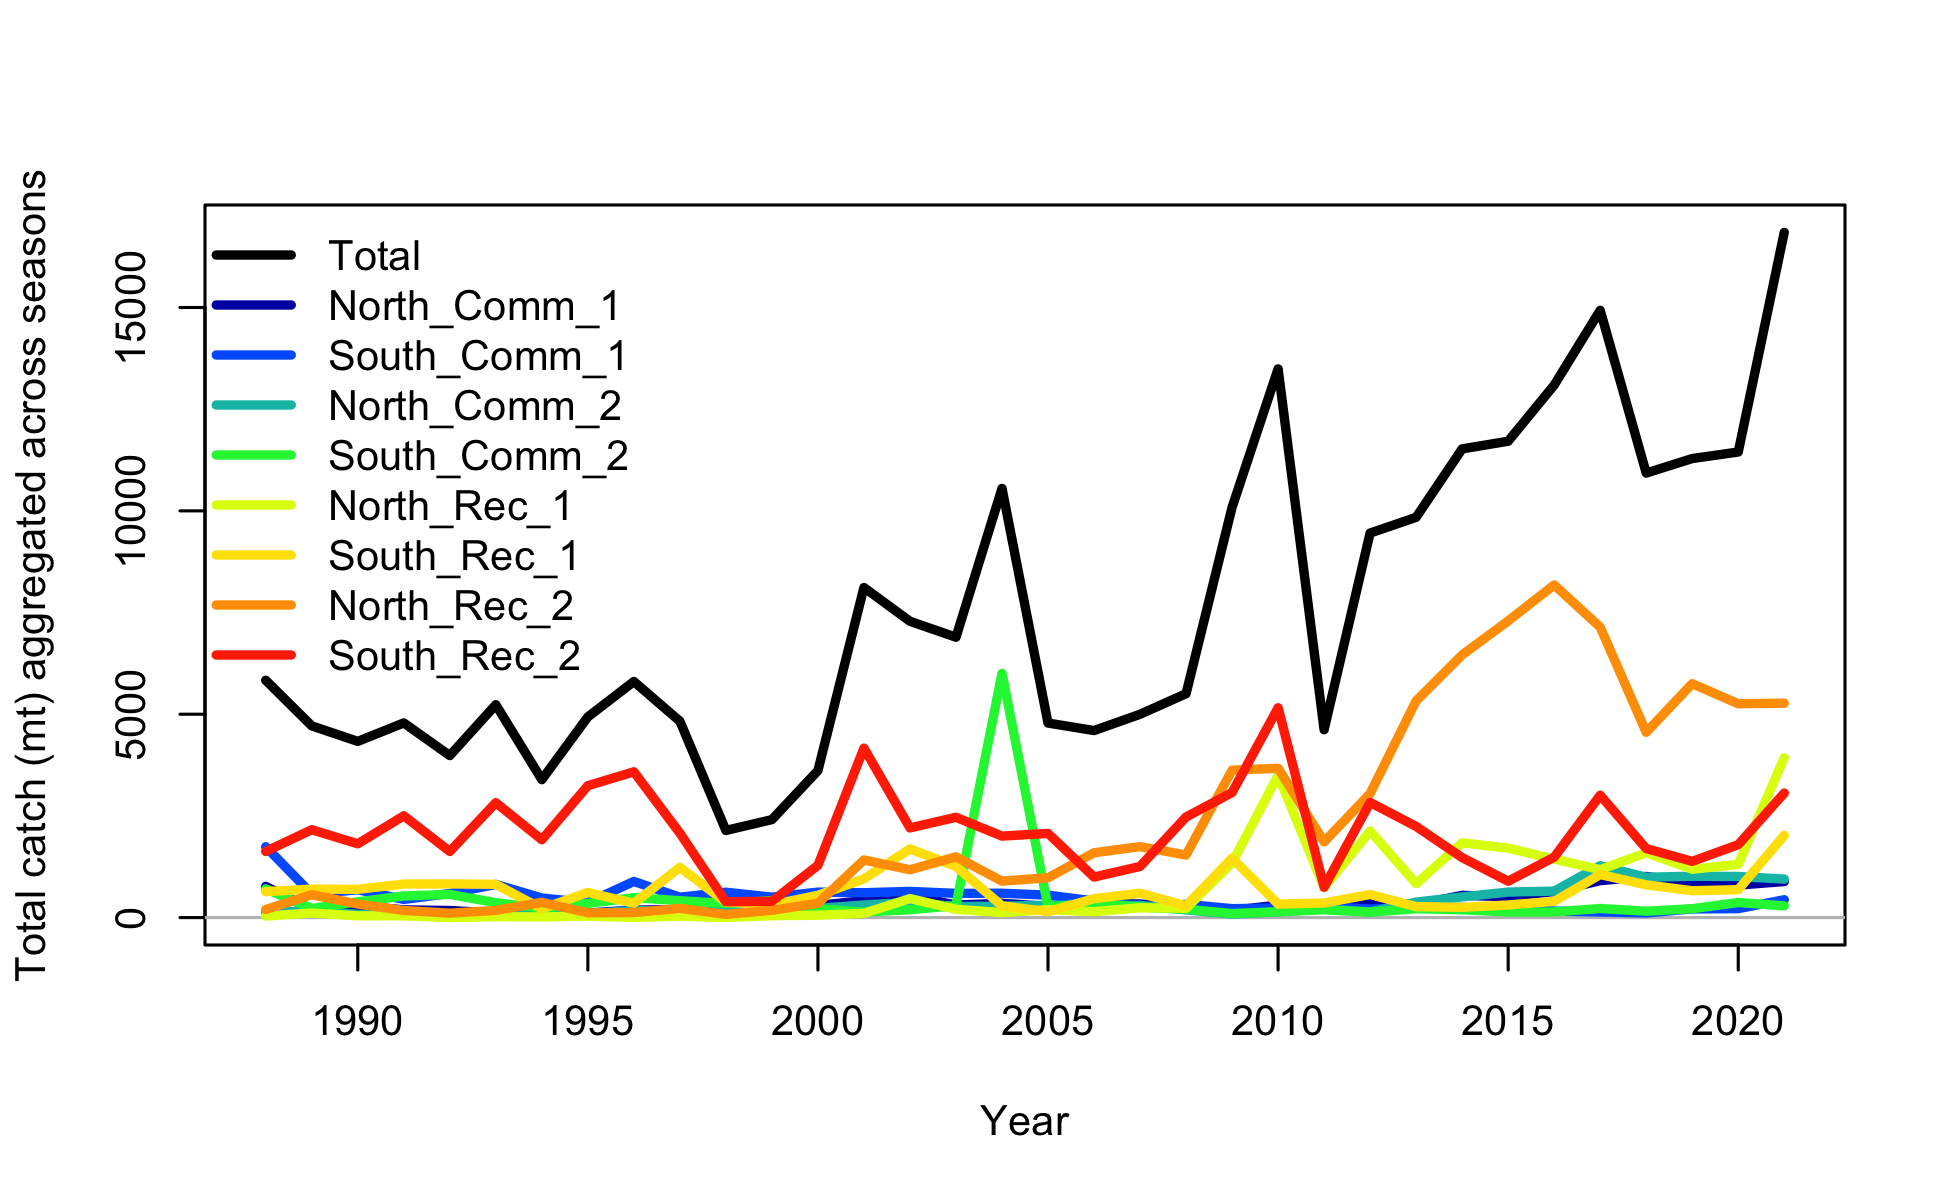 Total catch (mt) aggregated across seasons
15000
10000
5000
0
Total
North_Comm_1
South_Comm_1
North_Comm_2
South_Comm_2
North_Rec_1
South_Rec_1
North_Rec_2
South_Rec_2
1990 1995 2000 2005 2010 2015 2020
Year